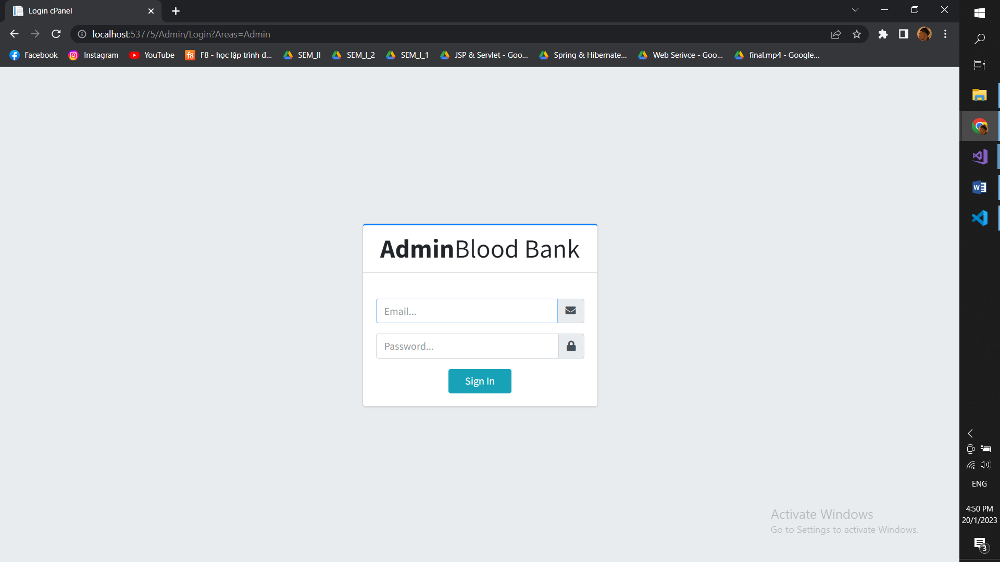 Login cPanel
localhost:53775/Admin/Login?Areas=Admin
Facebook Instagram YouTube f8 F8 - học lập trình đ... SEM_II SEM_I_2 SEM_I_1 JSP & Servlet - Goo... Spring & Hibernate... Web Serivce - Goo... final.mp4 - Google...
AdminBlood Bank
Email...
Password...
Sign In
Activate Windows
Go to Settings to activate Windows.
W
ENG
4:50 PM
20/1/2023
3